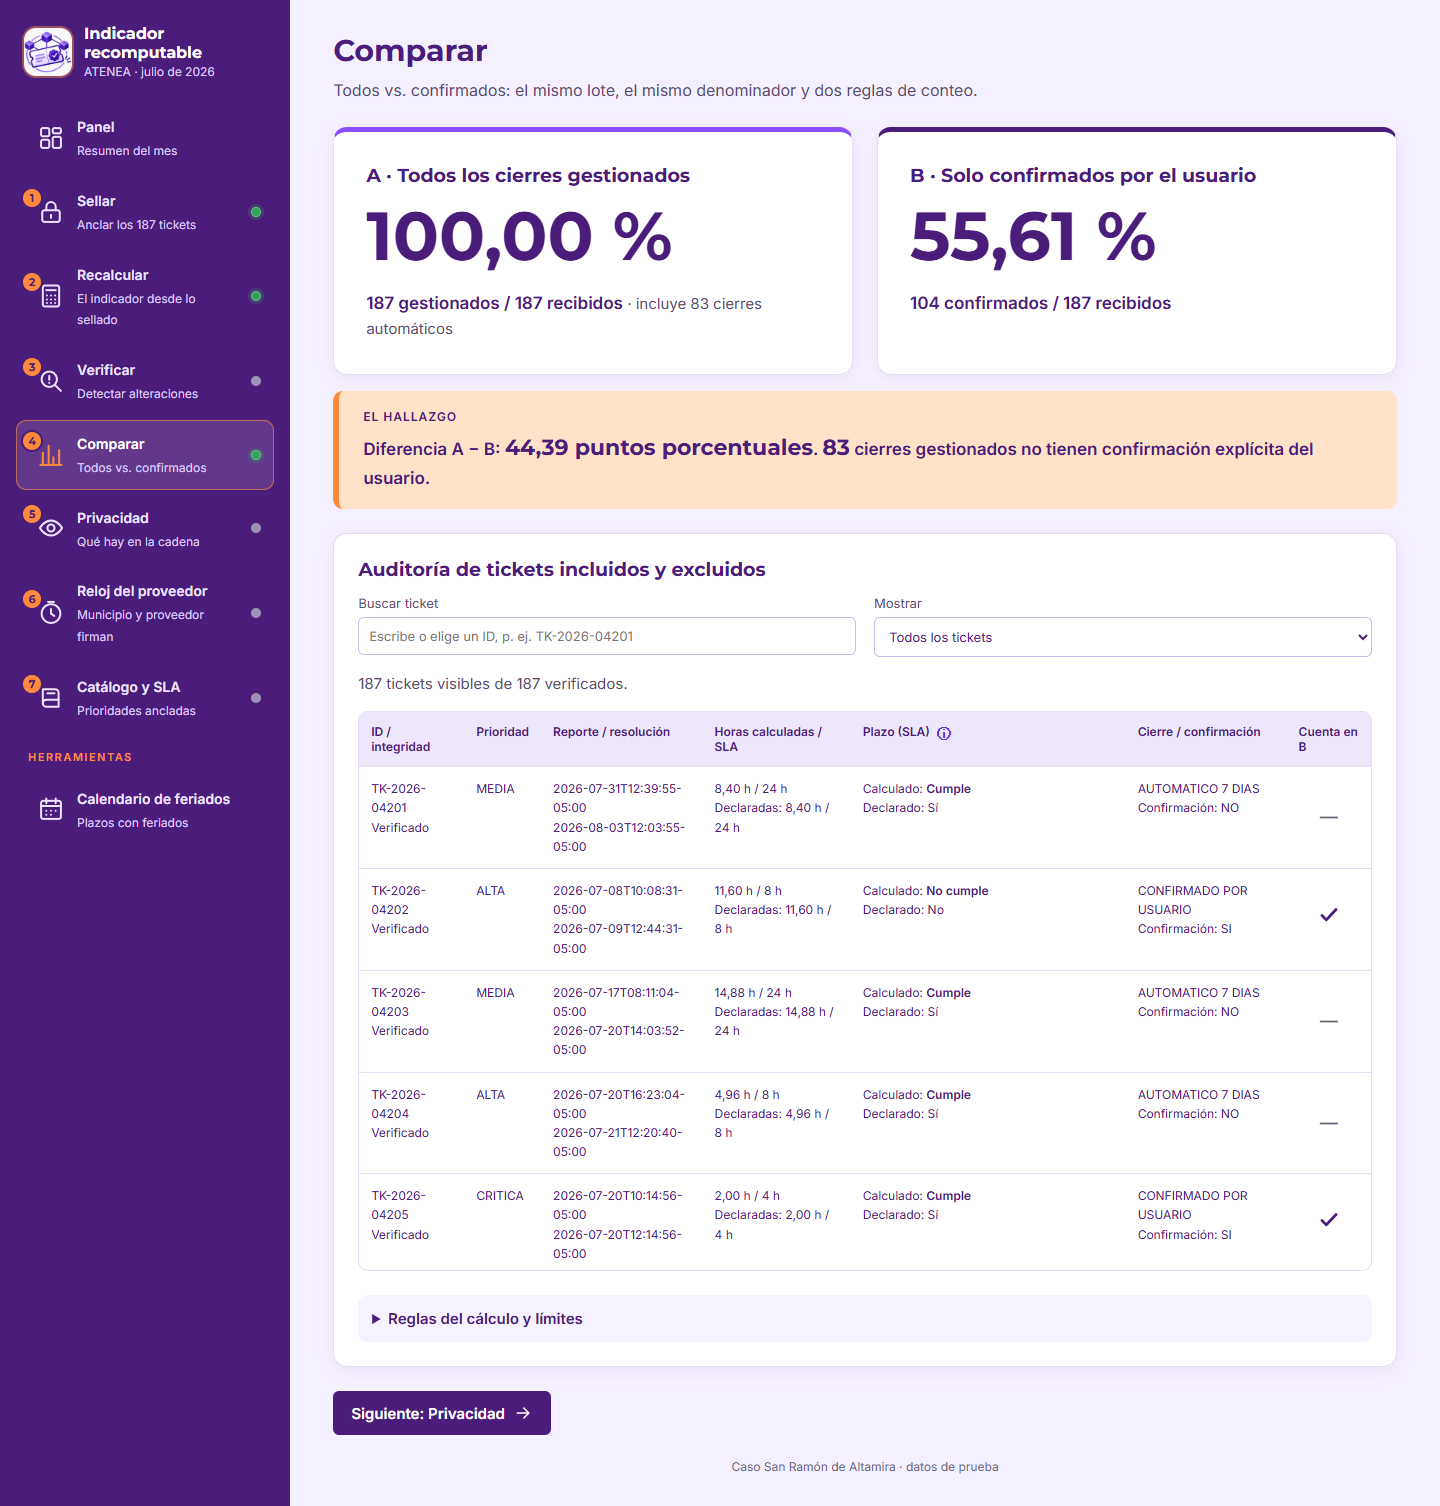 Indicador
recomputable
ATENEA · julio de 2026
Panel
Resumen del mes
1
Sellar
Anclar los 187 tickets
2
Recalcular
El indicador desde lo
sellado
3
Verificar
Detectar alteraciones
4
Comparar
Todos vs. confirmados
5
Privacidad
Qué hay en la cadena
6
Reloj del proveedor
Municipio y proveedor
firman
7
Catálogo y SLA
Prioridades ancladas
HERRAMIENTAS
Calendario de feriados
Plazos con feriados
Comparar
Todos vs. confirmados: el mismo lote, el mismo denominador y dos reglas de conteo.
A · Todos los cierres gestionados
100,00 %
187 gestionados / 187 recibidos · incluye 83 cierres
automáticos
B · Solo confirmados por el usuario
55,61 %
104 confirmados / 187 recibidos
EL HALLAZGO
Diferencia A − B: 44,39 puntos porcentuales. 83 cierres gestionados no tienen confirmación explícita del
usuario.
Auditoría de tickets incluidos y excluidos
Buscar ticket
Escribe o elige un ID, p. ej. TK-2026-04201
Mostrar
Todos los tickets
187 tickets visibles de 187 verificados.
ID /
integridad
Prioridad
Reporte / resolución
Horas calculadas /
SLA
Plazo (SLA)
Cierre / confirmación
Cuenta en
B
TK-2026-
04201
Verificado
MEDIA
2026-07-31T12:39:55-
05:00
2026-08-03T12:03:55-
05:00
8,40 h / 24 h
Declaradas: 8,40 h /
24 h
Calculado: Cumple
Declarado: Sí
AUTOMATICO 7 DIAS
Confirmación: NO
—
TK-2026-
04202
Verificado
ALTA
2026-07-08T10:08:31-
05:00
2026-07-09T12:44:31-
05:00
11,60 h / 8 h
Declaradas: 11,60 h /
8 h
Calculado: No cumple
Declarado: No
CONFIRMADO POR
USUARIO
Confirmación: SI
✓
TK-2026-
04203
Verificado
MEDIA
2026-07-17T08:11:04-
05:00
2026-07-20T14:03:52-
05:00
14,88 h / 24 h
Declaradas: 14,88 h /
24 h
Calculado: Cumple
Declarado: Sí
AUTOMATICO 7 DIAS
Confirmación: NO
—
TK-2026-
04204
Verificado
ALTA
2026-07-20T16:23:04-
05:00
2026-07-21T12:20:40-
05:00
4,96 h / 8 h
Declaradas: 4,96 h /
8 h
Calculado: Cumple
Declarado: Sí
AUTOMATICO 7 DIAS
Confirmación: NO
—
TK-2026-
04205
Verificado
CRITICA
2026-07-20T10:14:56-
05:00
2026-07-20T12:14:56-
05:00
2,00 h / 4 h
Declaradas: 2,00 h /
4 h
Calculado: Cumple
Declarado: Sí
CONFIRMADO POR
USUARIO
Confirmación: SI
✓
▶ Reglas del cálculo y límites
Siguiente: Privacidad →
Caso San Ramón de Altamira · datos de prueba